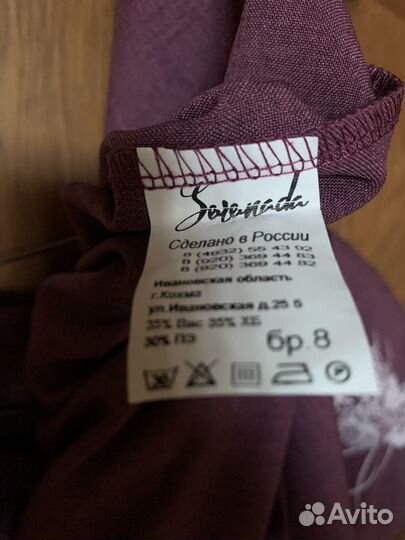 Serenada
Сделано в России
8 (4932) 55 43 92
8 (920) 369 44 83
8 (920) 369 44 82
Ивановская область
г.Кохма
ул.Ивановская д.25 б
35% Вис 35% ХБ
30% ПЭ
бр.8
Avito